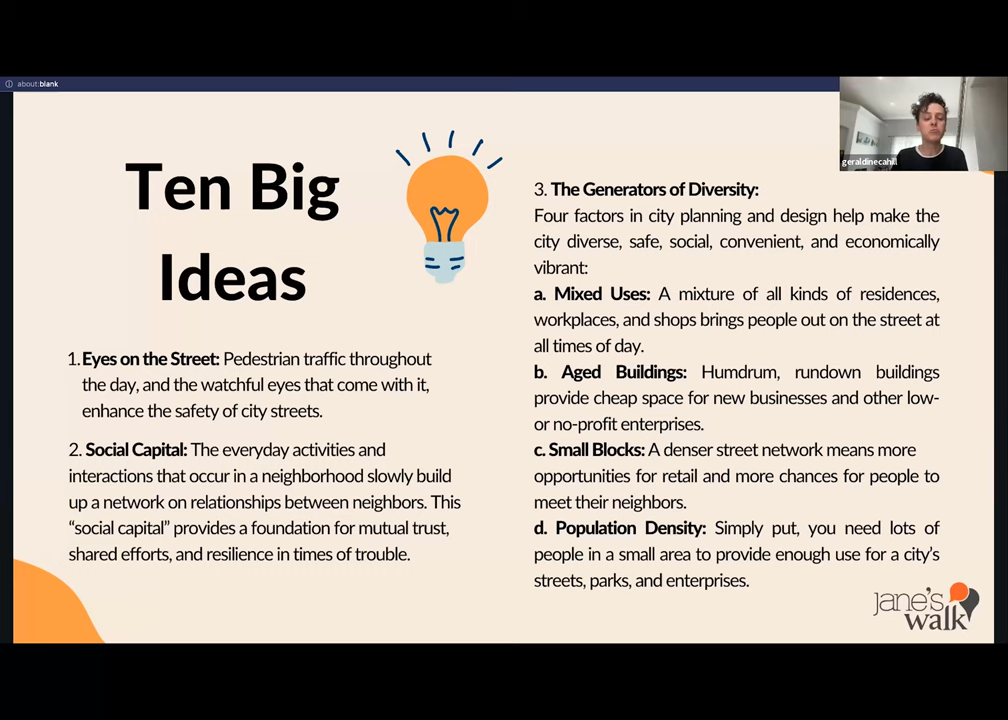 about:blank
geraldinecahill
Ten Big
Ideas
1. Eyes on the Street: Pedestrian traffic throughout
the day, and the watchful eyes that come with it,
enhance the safety of city streets.
2. Social Capital: The everyday activities and
interactions that occur in a neighborhood slowly build
up a network on relationships between neighbors. This
“social capital” provides a foundation for mutual trust,
shared efforts, and resilience in times of trouble.
3. The Generators of Diversity:
Four factors in city planning and design help make the
city diverse, safe, social, convenient, and economically
vibrant:
a. Mixed Uses: A mixture of all kinds of residences,
workplaces, and shops brings people out on the street at
all times of day.
b. Aged Buildings: Humdrum, rundown buildings
provide cheap space for new businesses and other low-
or no-profit enterprises.
c. Small Blocks: A denser street network means more
opportunities for retail and more chances for people to
meet their neighbors.
d. Population Density: Simply put, you need lots of
people in a small area to provide enough use for a city’s
streets, parks, and enterprises.
jane's
walk